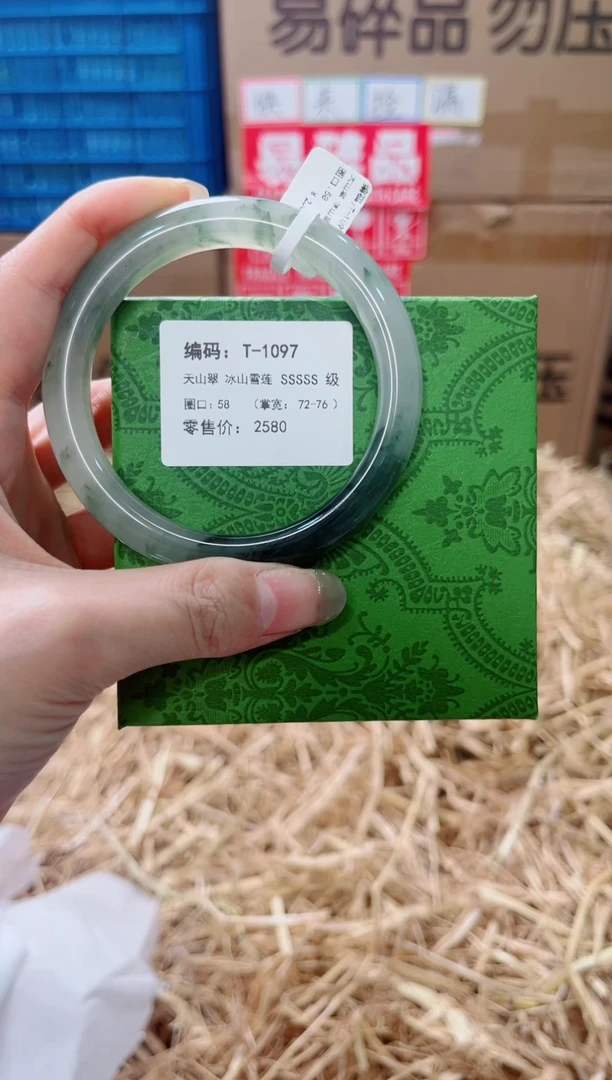 易碎品 勿压
易碎品
编码：T-1097
天山翠 冰山雪莲 SSSSS 级
圈口：58 （掌宽：72-76 ）
零售价：2580